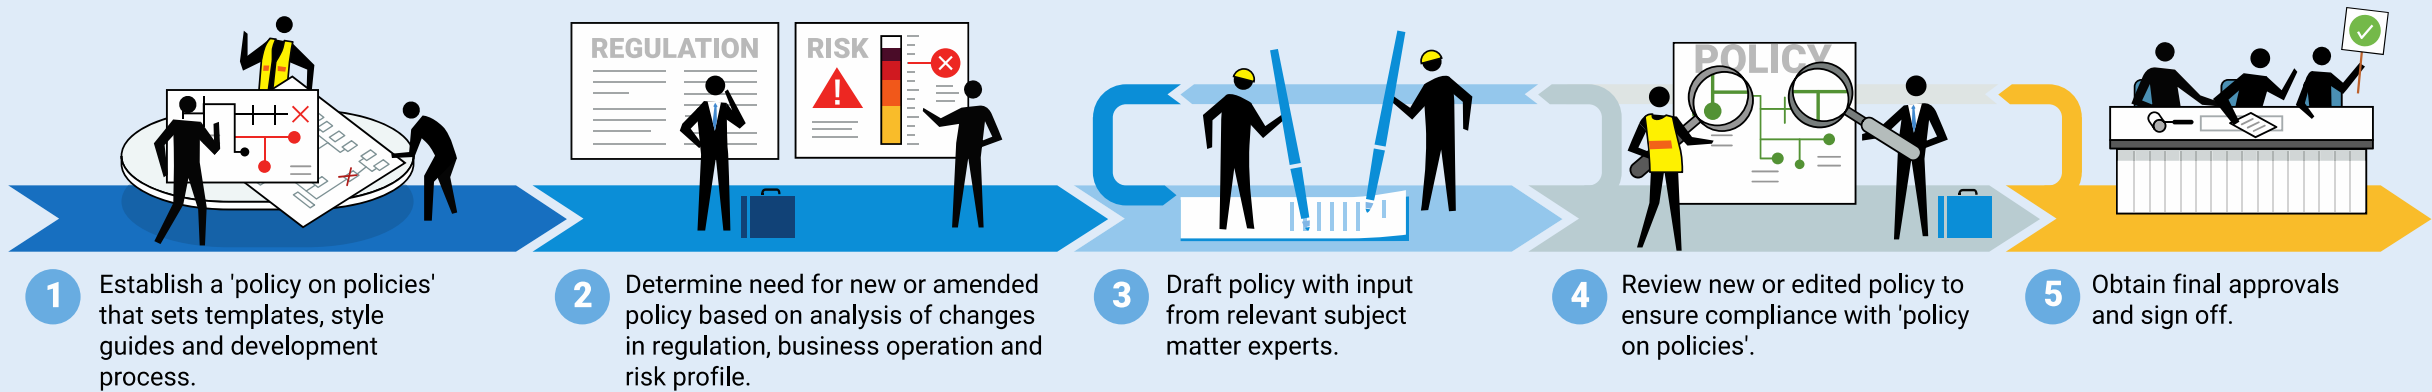 REGULATION
RISK
POLICY
1
Establish a 'policy on policies'
that sets templates, style
guides and development
process.
2
Determine need for new or amended
policy based on analysis of changes
in regulation, business operation and
risk profile.
3
Draft policy with input
from relevant subject
matter experts.
4
Review new or edited policy to
ensure compliance with 'policy
on policies'.
5
Obtain final approvals
and sign off.